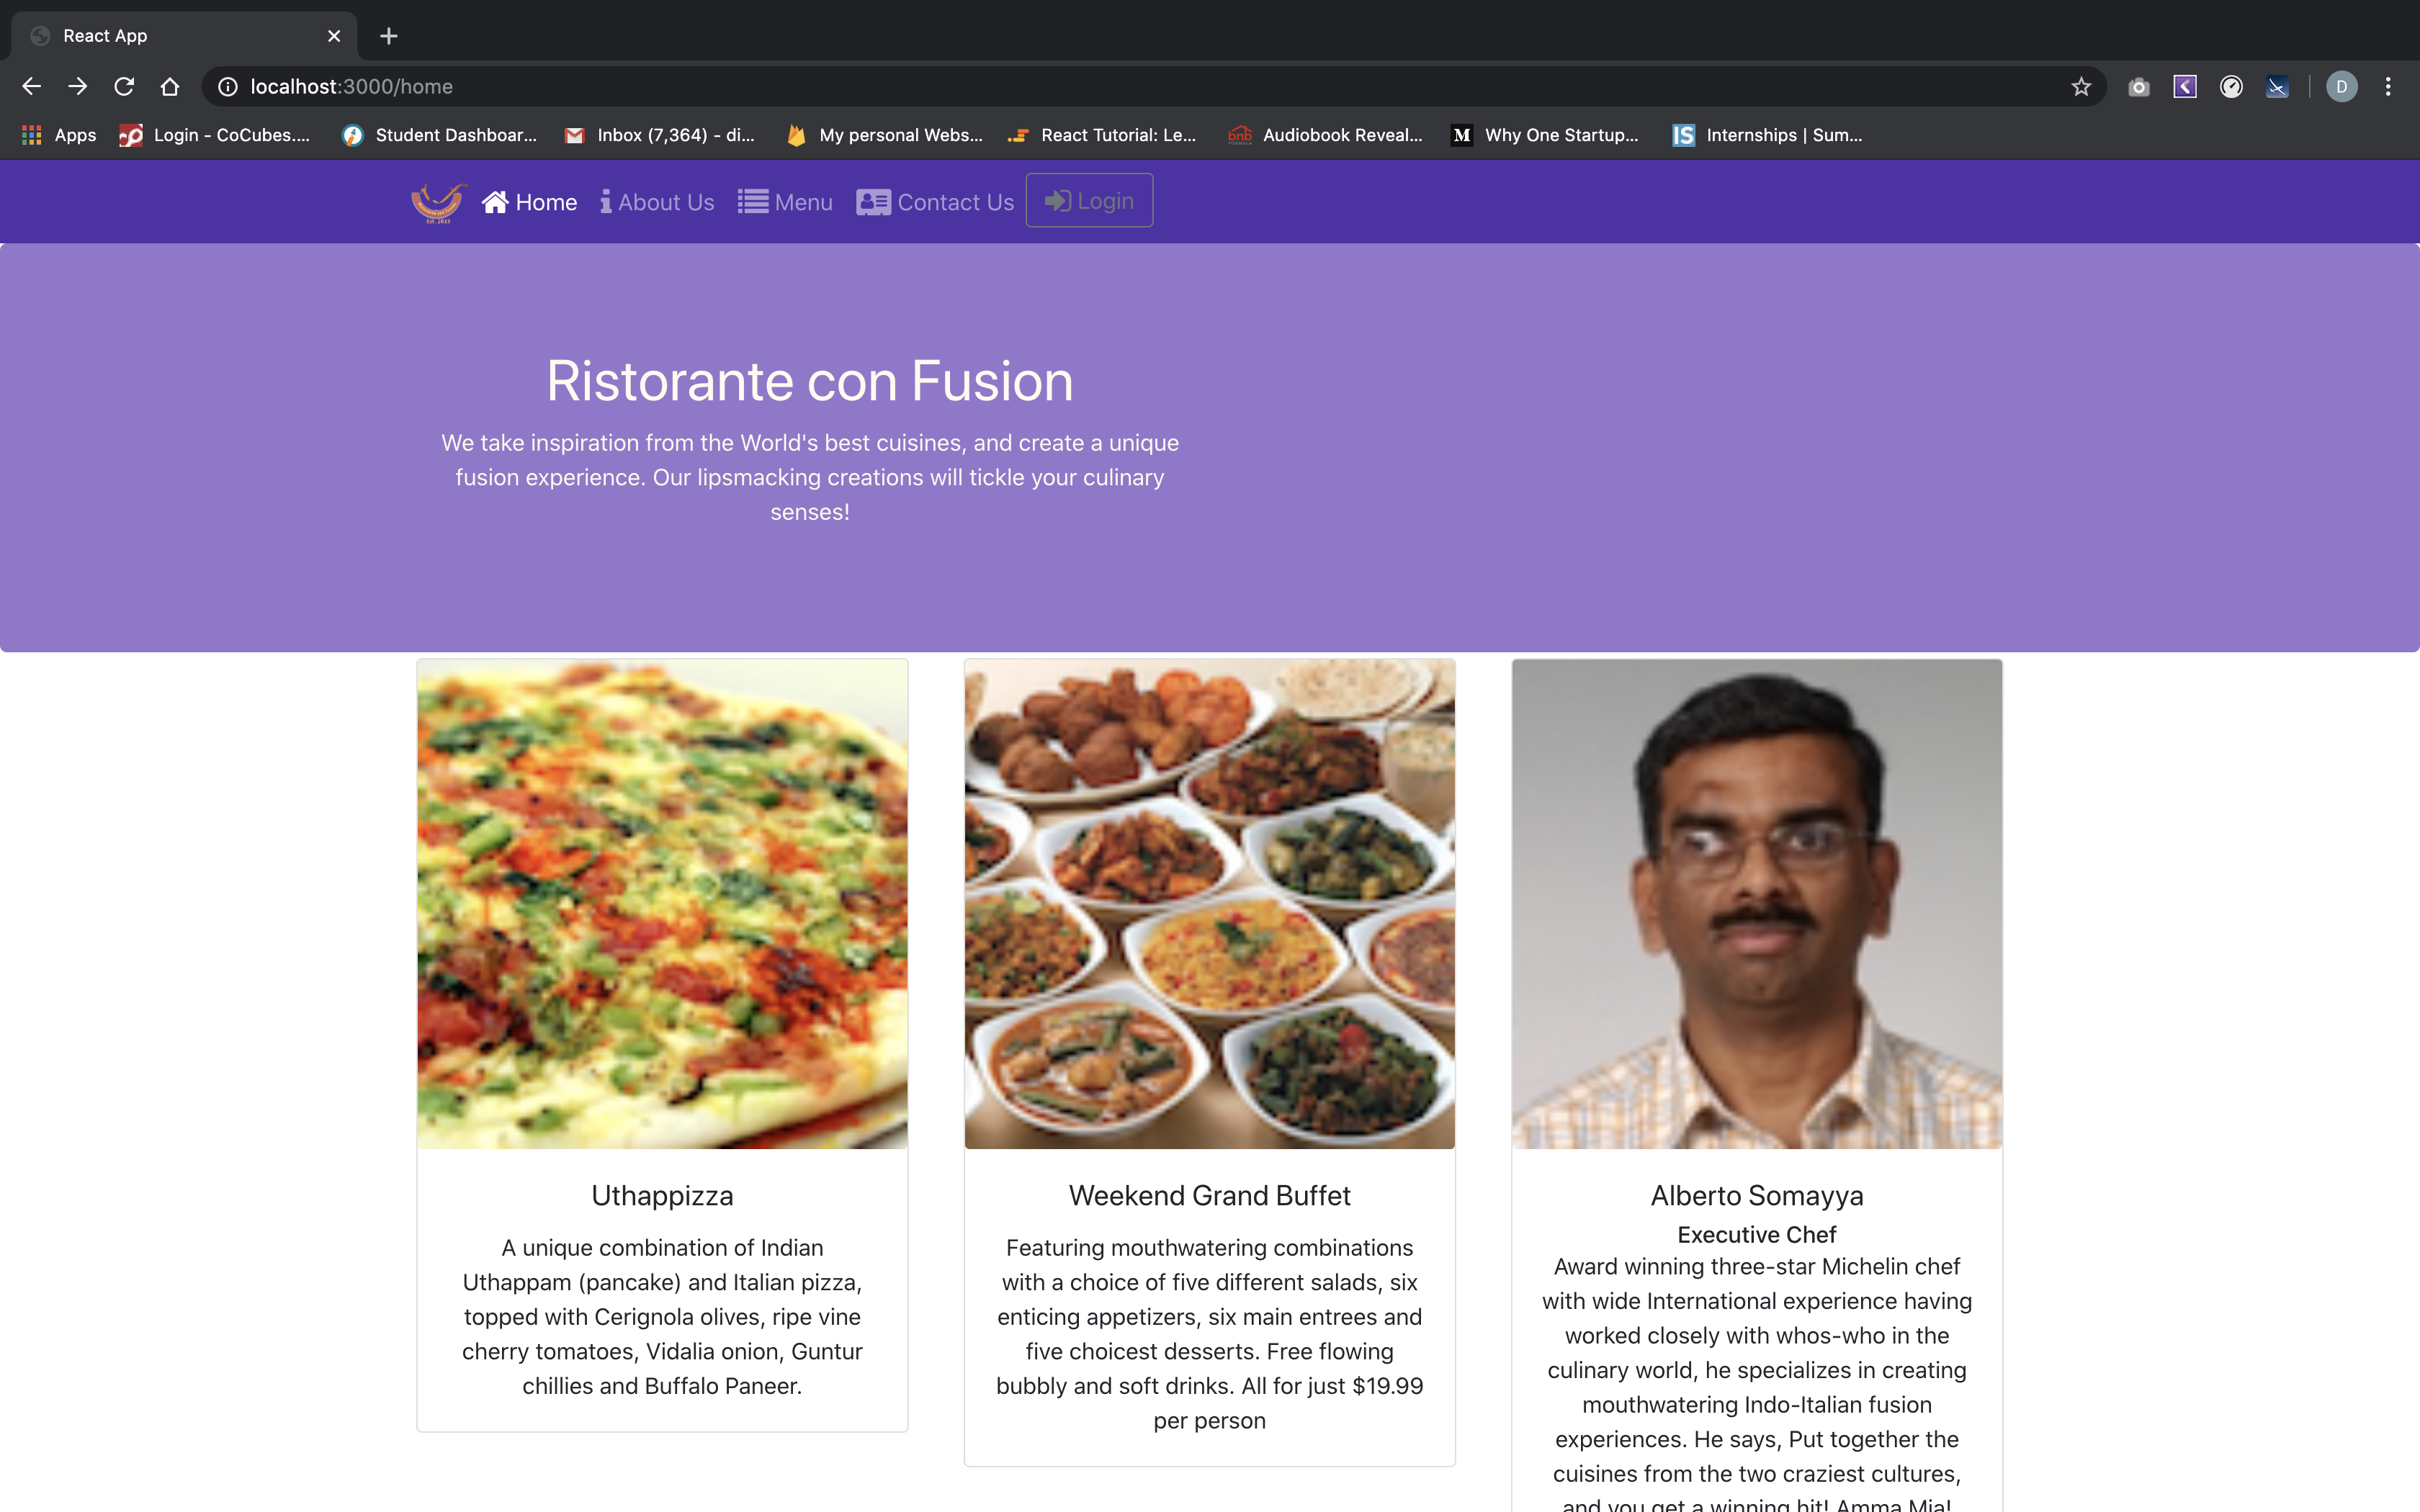 React App
localhost:3000/home
D
Apps
Login - CoCubes....
Student Dashboar...
Inbox (7,364) - di...
My personal Webs...
React Tutorial: Le...
Audiobook Reveal...
M Why One Startup...
IS Internships | Sum...
Home
About Us
Menu
Contact Us
Login
Ristorante con Fusion
We take inspiration from the World's best cuisines, and create a unique
fusion experience. Our lipsmacking creations will tickle your culinary
senses!
Uthappizza
A unique combination of Indian
Uthappam (pancake) and Italian pizza,
topped with Cerignola olives, ripe vine
cherry tomatoes, Vidalia onion, Guntur
chillies and Buffalo Paneer.
Weekend Grand Buffet
Featuring mouthwatering combinations
with a choice of five different salads, six
enticing appetizers, six main entrees and
five choicest desserts. Free flowing
bubbly and soft drinks. All for just $19.99
per person
Alberto Somayya
Executive Chef
Award winning three-star Michelin chef
with wide International experience having
worked closely with whos-who in the
culinary world, he specializes in creating
mouthwatering Indo-Italian fusion
experiences. He says, Put together the
cuisines from the two craziest cultures,
and you get a winning hit! Amma Mia!